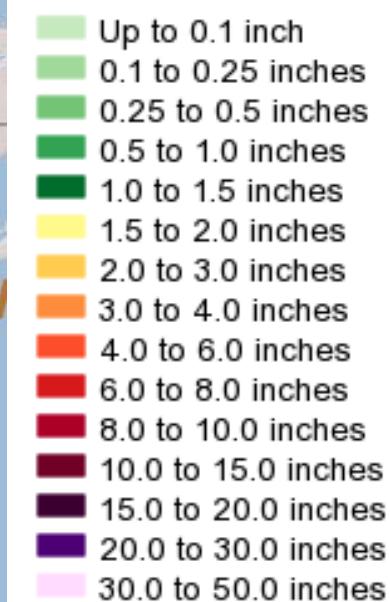 Up to 0.1 inch
0.1 to 0.25 inches
0.25 to 0.5 inches
0.5 to 1.0 inches
1.0 to 1.5 inches
1.5 to 2.0 inches
2.0 to 3.0 inches
3.0 to 4.0 inches
4.0 to 6.0 inches
6.0 to 8.0 inches
8.0 to 10.0 inches
10.0 to 15.0 inches
15.0 to 20.0 inches
20.0 to 30.0 inches
30.0 to 50.0 inches